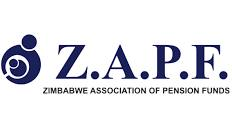 Z.A.P.F.
ZIMBABWE ASSOCIATION OF PENSION FUNDS